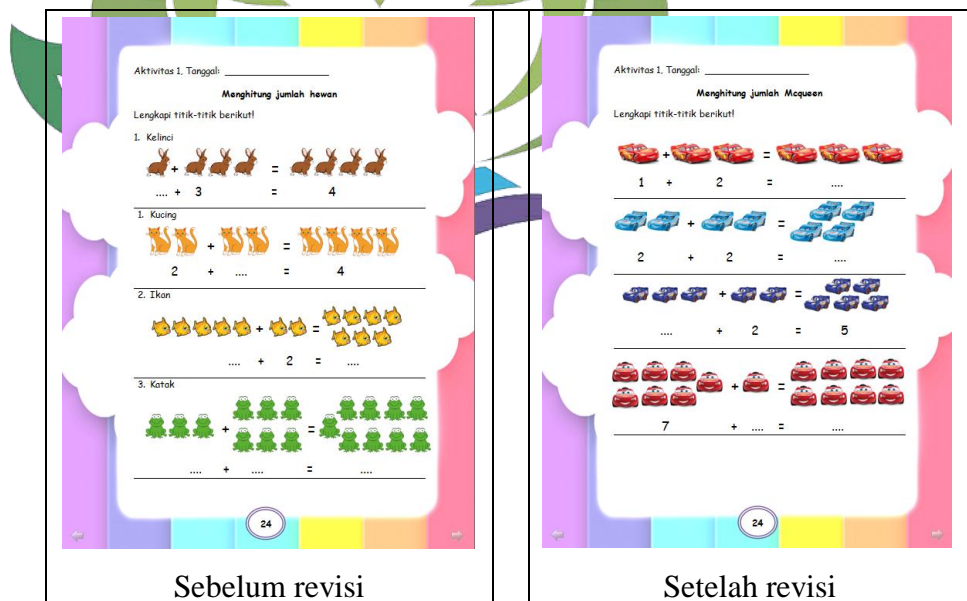 Aktivitas 1, Tanggal: ________________
Menghitung jumlah hewan
Lengkapi titik-titik berikut!
1. Kelinci
+ =
.... + 3 = 4
1. Kucing
+ =
2 + .... = 4
2. Ikan
+ =
.... + 2 = ....
3. Katak
+ =
.... + .... = ....
24
Sebelum revisi
Aktivitas 1, Tanggal: ________________
Menghitung jumlah Mcqueen
Lengkapi titik-titik berikut!
+ =
1 + 2 = ....
+ =
2 + 2 = ....
+ =
.... + 2 = 5
+ =
7 + .... = ....
24
Setelah revisi